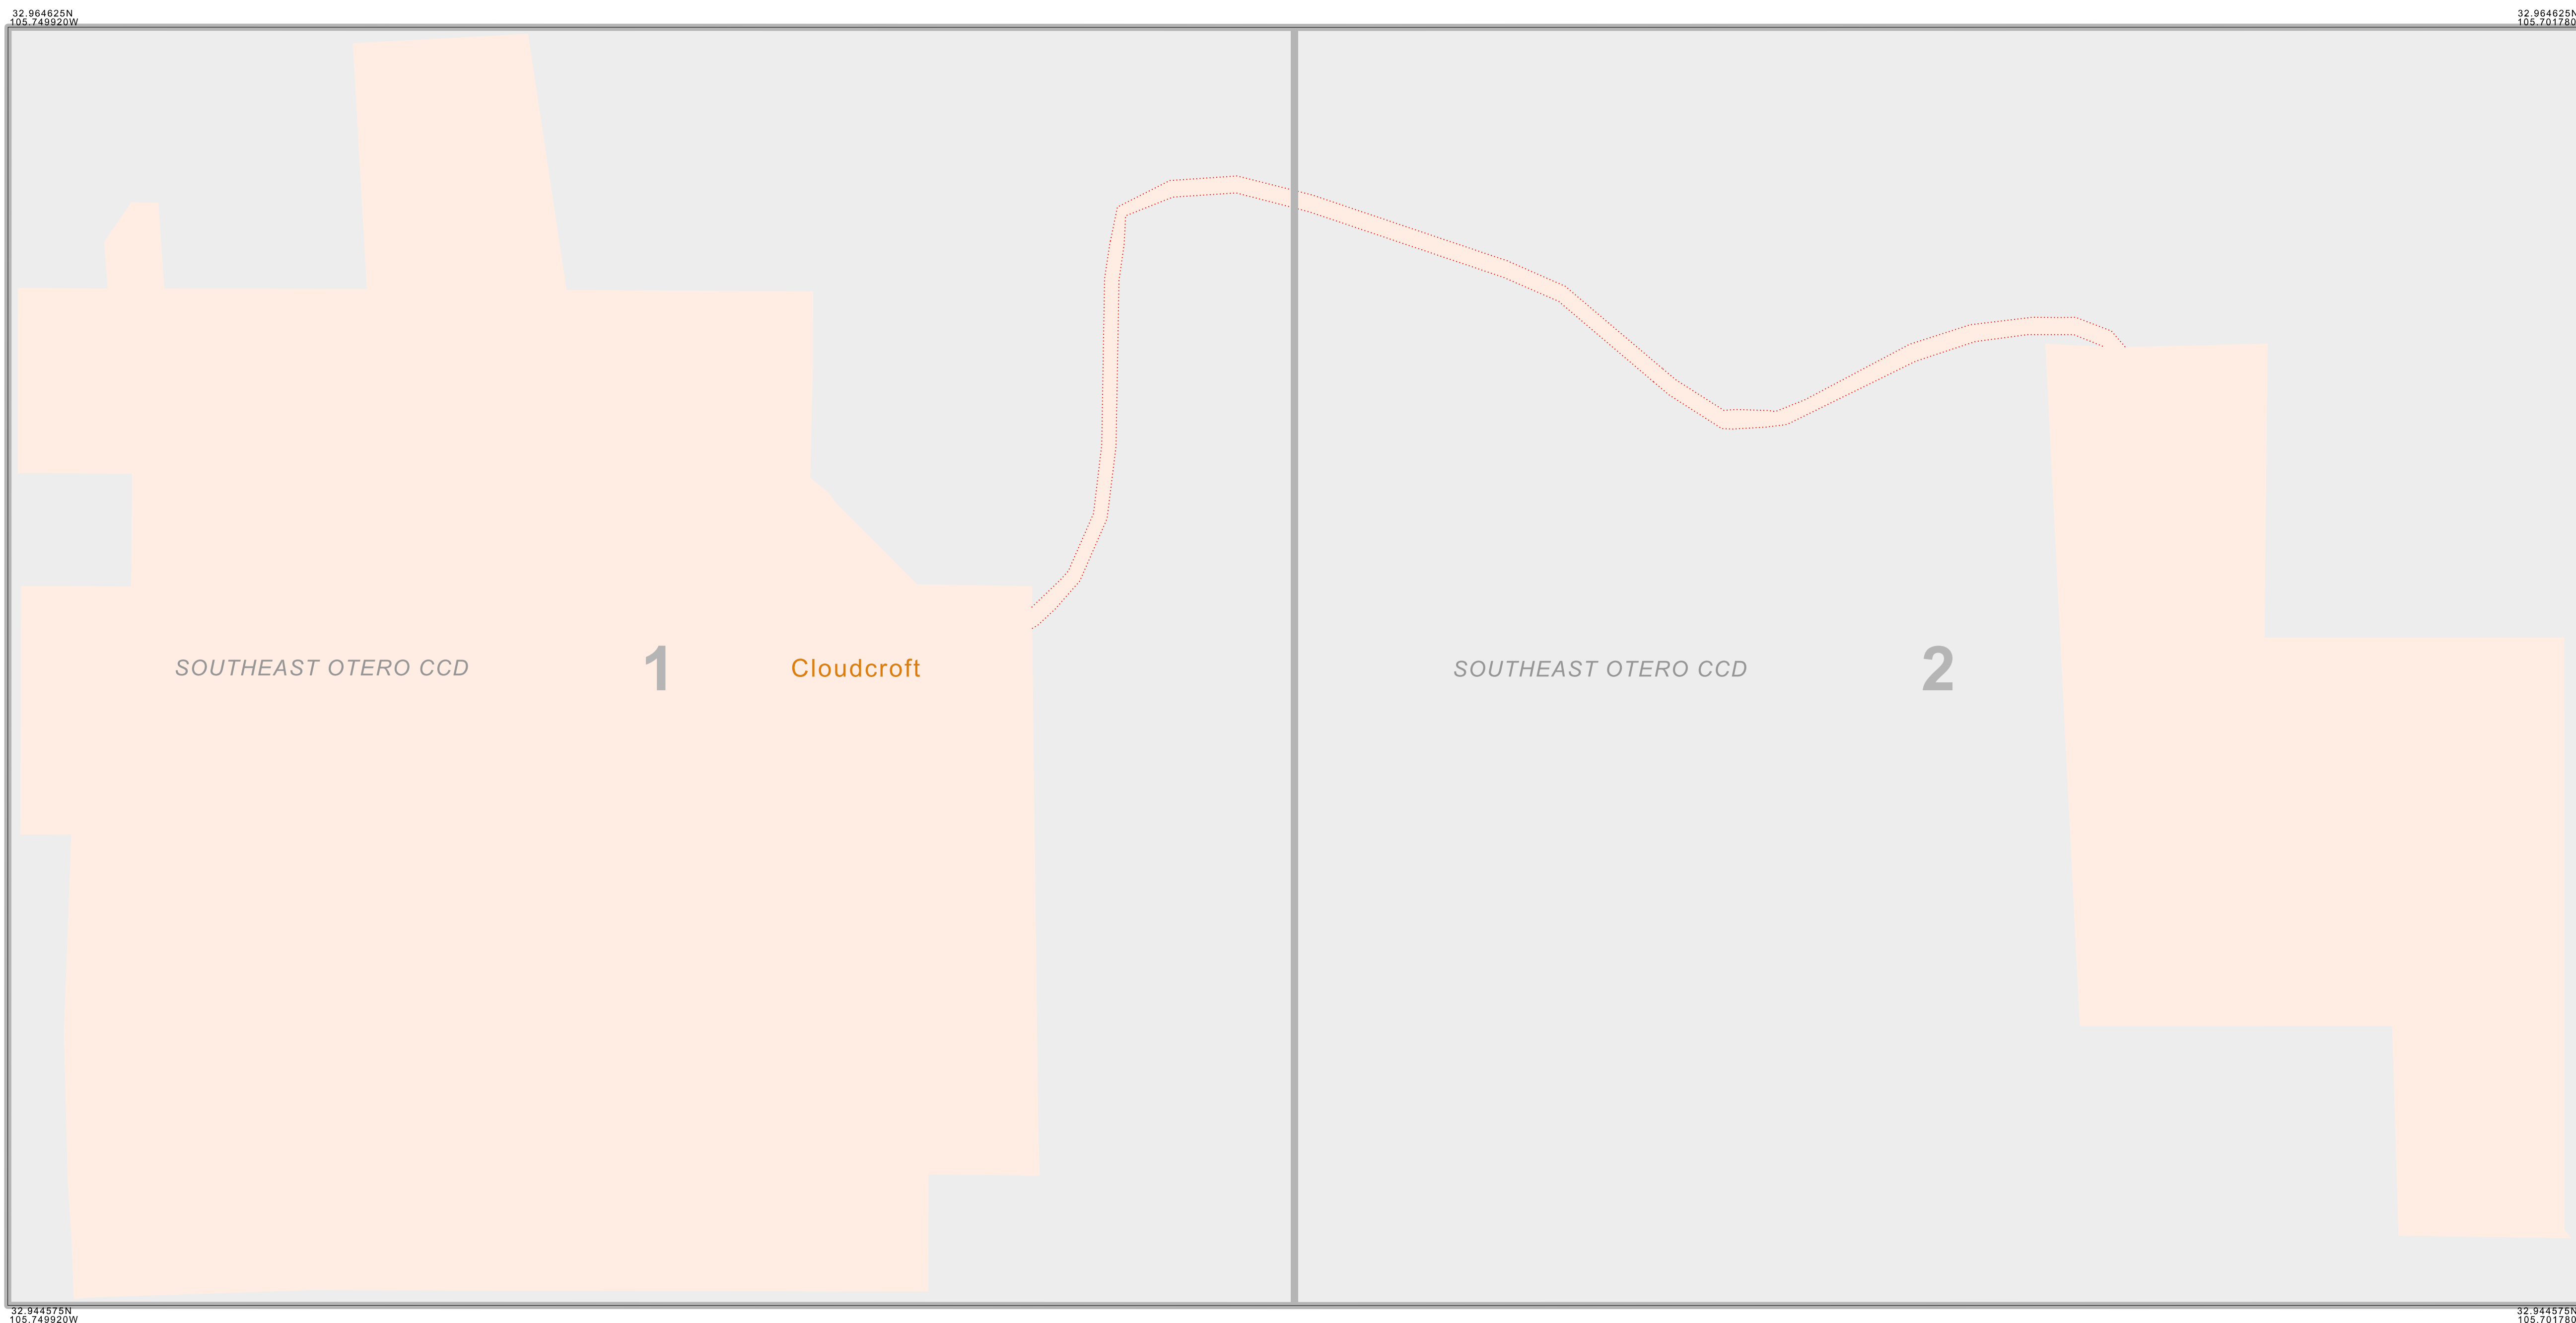 32.964625N
105.749920W
32.964625N
105.701780
SOUTHEAST OTERO CCD
1
Cloudcroft
SOUTHEAST OTERO CCD
2
32.944575N
105.749920W
32.944575N
105.701780